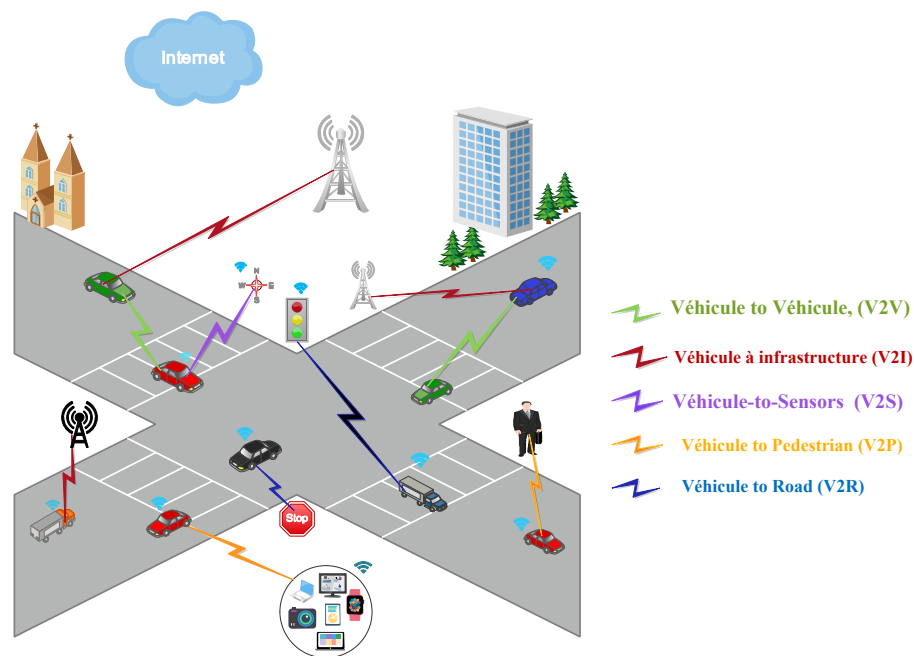 Internet
N
W E
S
Stop
Véhicule to Véhicule, (V2V)
Véhicule à infrastructure (V2I)
Véhicule-to-Sensors (V2S)
Véhicule to Pedestrian (V2P)
Véhicule to Road (V2R)